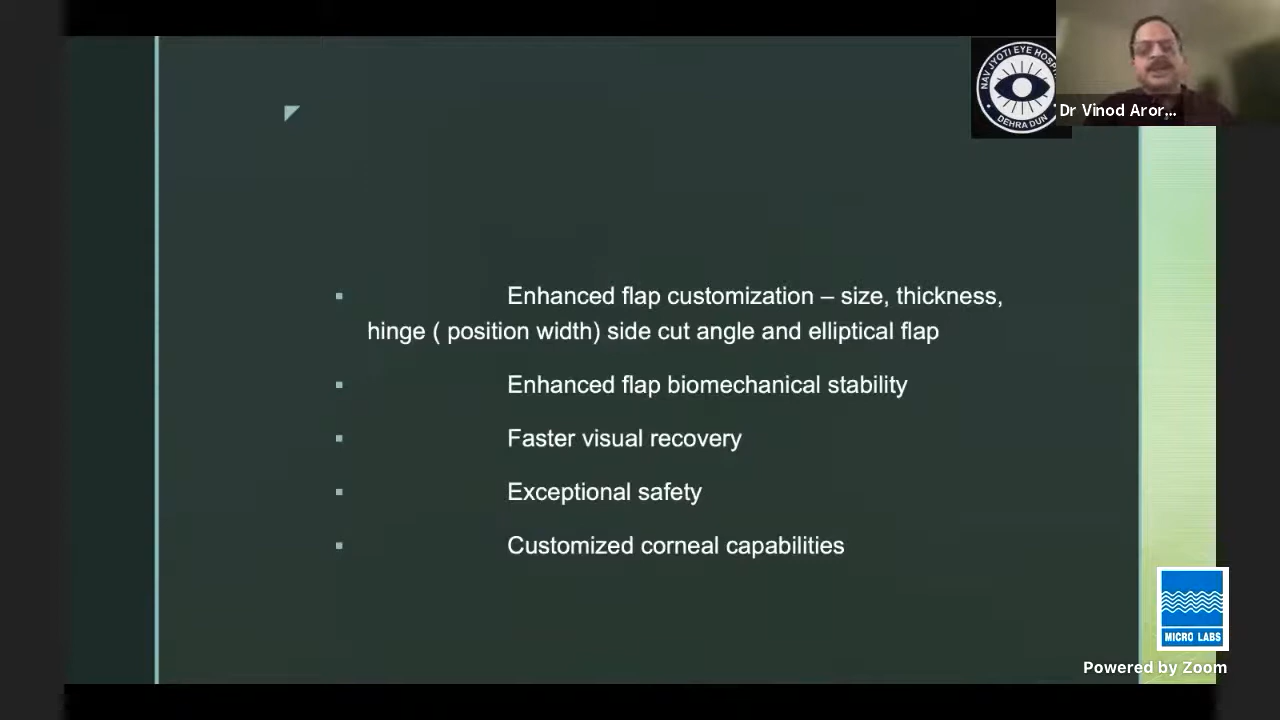 NAV JYOTI EYE HOSP
DEHRA DUN
Dr Vinod Aror...
Enhanced flap customization – size, thickness,
hinge ( position width) side cut angle and elliptical flap
Enhanced flap biomechanical stability
Faster visual recovery
Exceptional safety
Customized corneal capabilities
MICRO LABS
Powered by Zoom